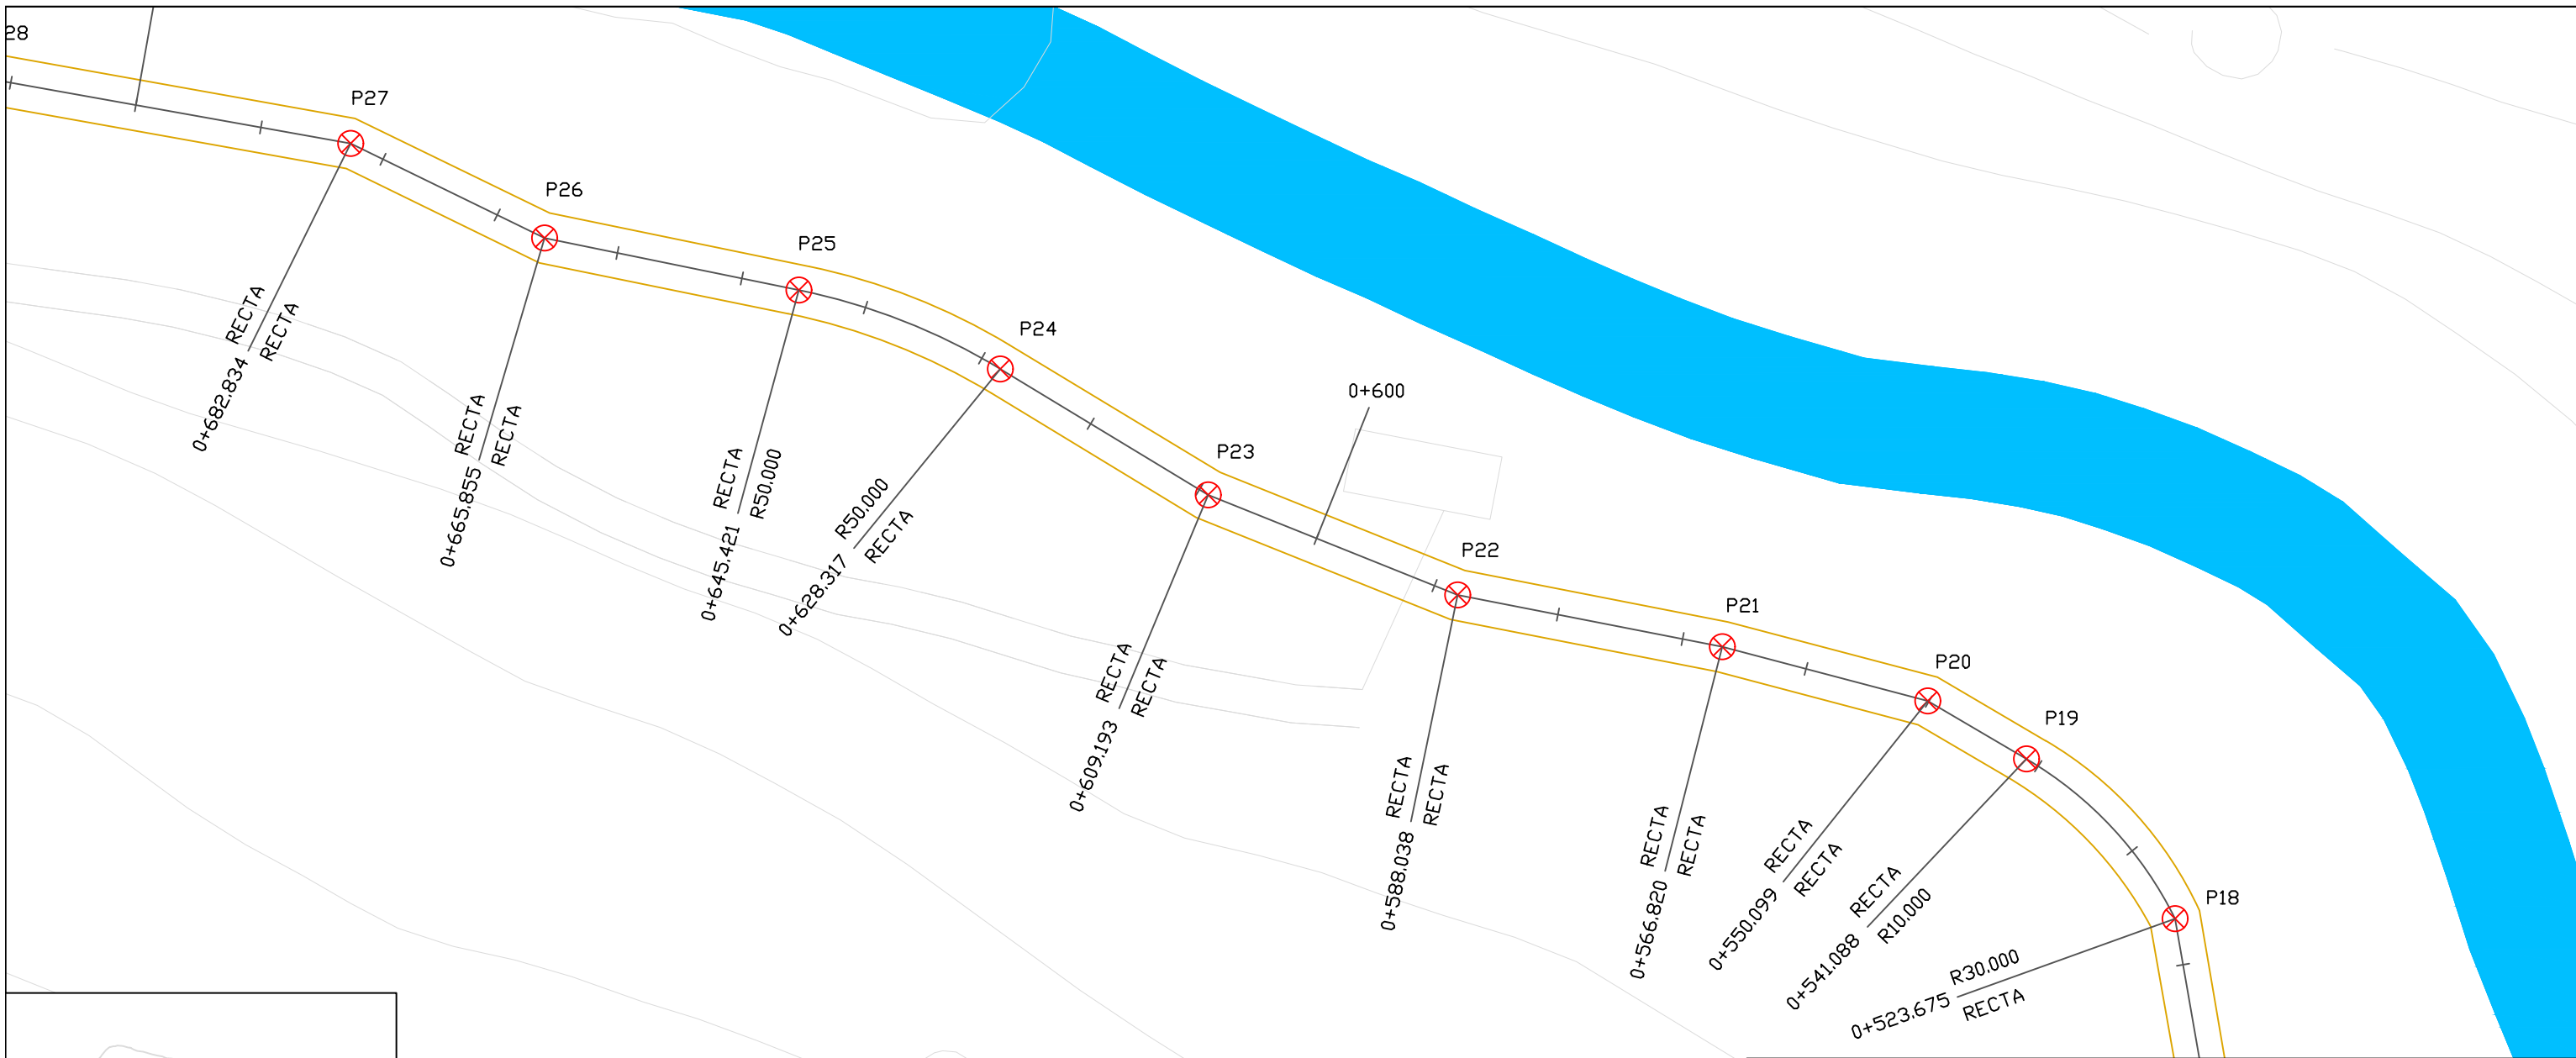 28
P27
P26
P25
P24
0+600
P23
P22
P21
P20
P19
P18
RECTA
0+682.834
RECTA
RECTA
0+665.855
RECTA
RECTA
0+645.421
R50.000
R50.000
0+628.317
RECTA
RECTA
0+609.193
RECTA
RECTA
0+588.038
RECTA
RECTA
0+566.820
RECTA
RECTA
0+550.099
RECTA
RECTA
0+541.088
R10.000
R30.000
0+523.675
RECTA